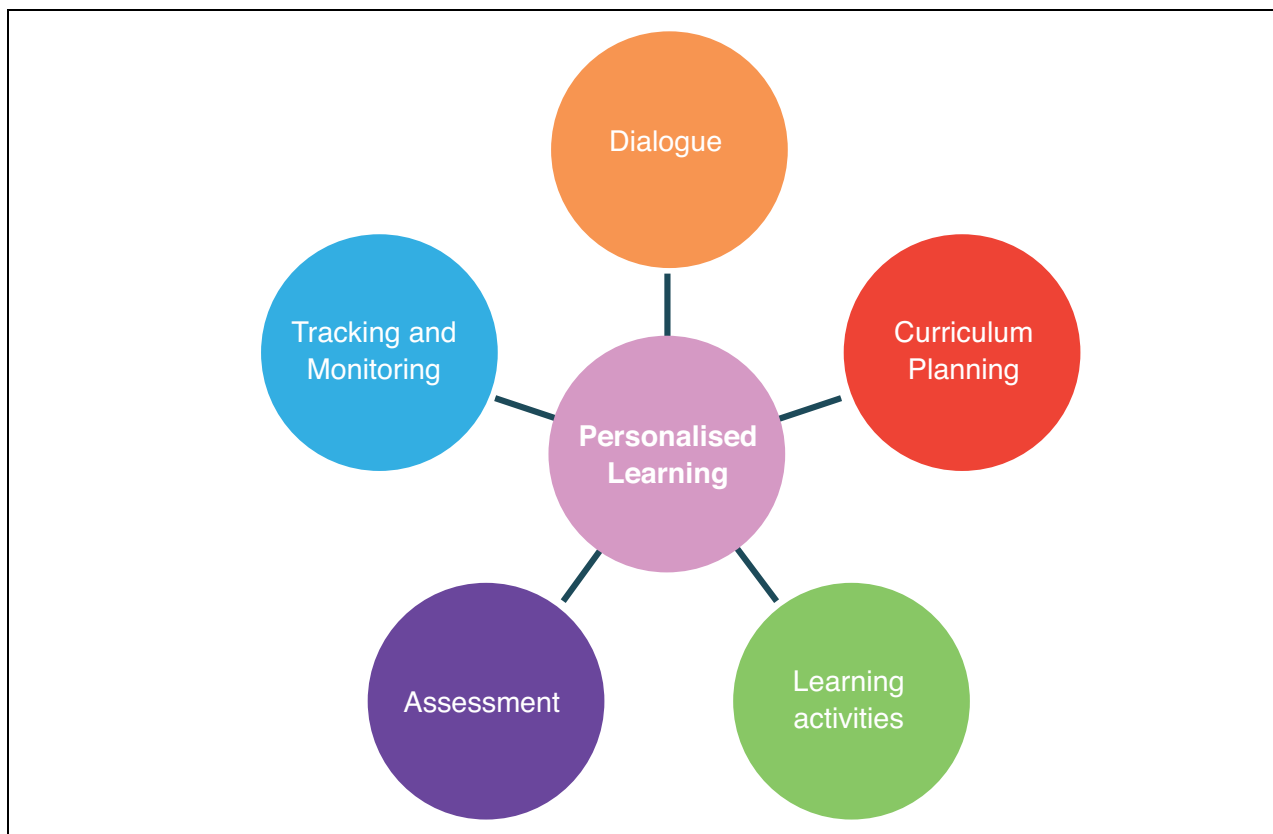 Dialogue
Tracking and
Monitoring
Curriculum
Planning
Personalised
Learning
Assessment
Learning
activities